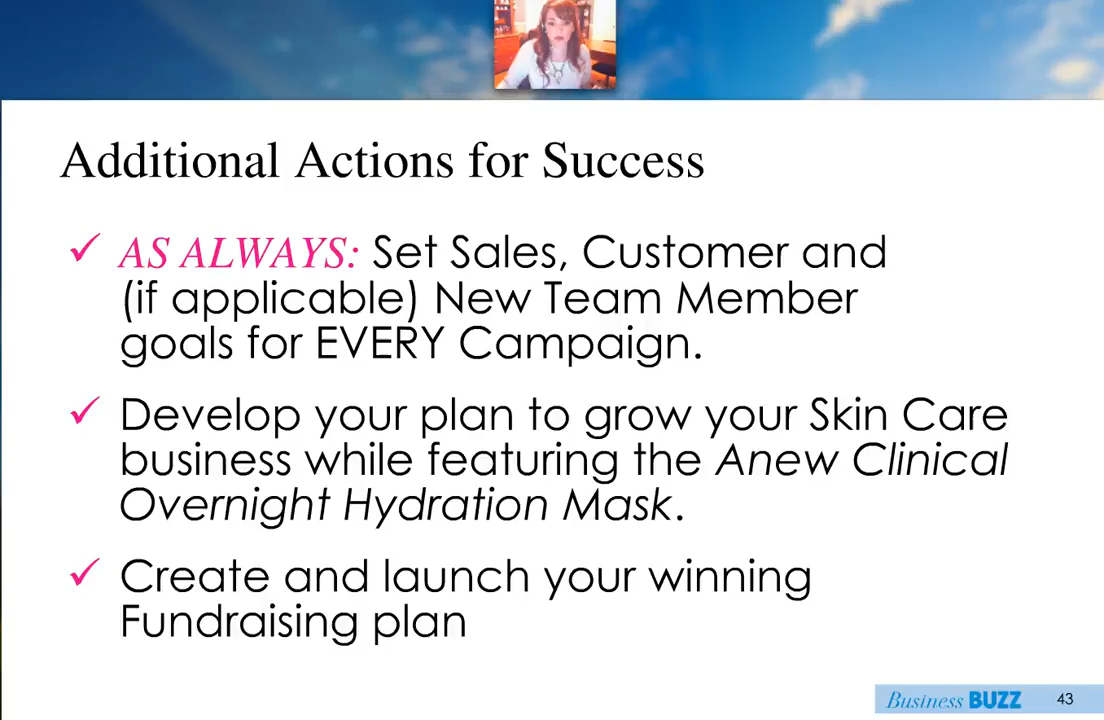 Additional Actions for Success
AS ALWAYS: Set Sales, Customer and
(if applicable) New Team Member
goals for EVERY Campaign.
Develop your plan to grow your Skin Care
business while featuring the Anew Clinical
Overnight Hydration Mask.
Create and launch your winning
Fundraising plan
Business BUZZ 43